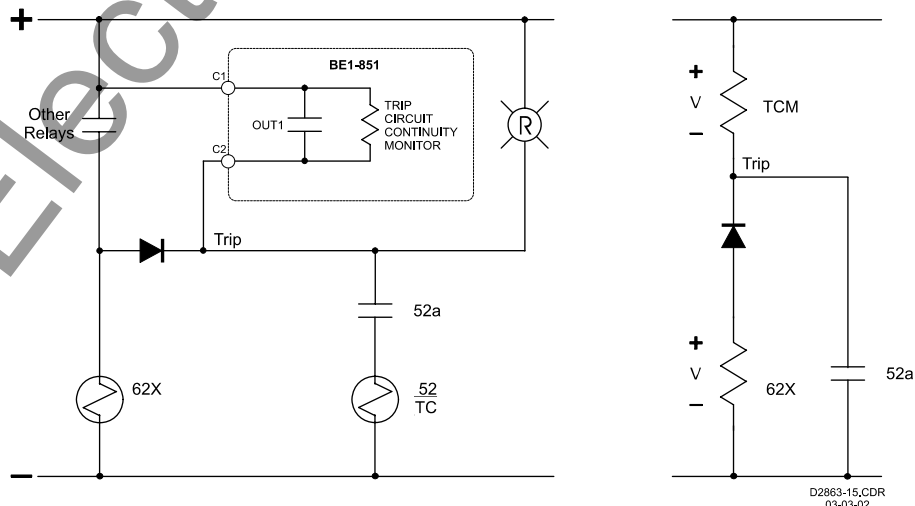 Elect
+
BE1-851
C1
Other
Relays
OUT1
TRIP
CIRCUIT
CONTINUITY
MONITOR
R
C2
Trip
52a
62X
52
TC
−
+
V
−
TCM
Trip
+
V
−
62X
52a
D2863-15.CDR
03-03-02